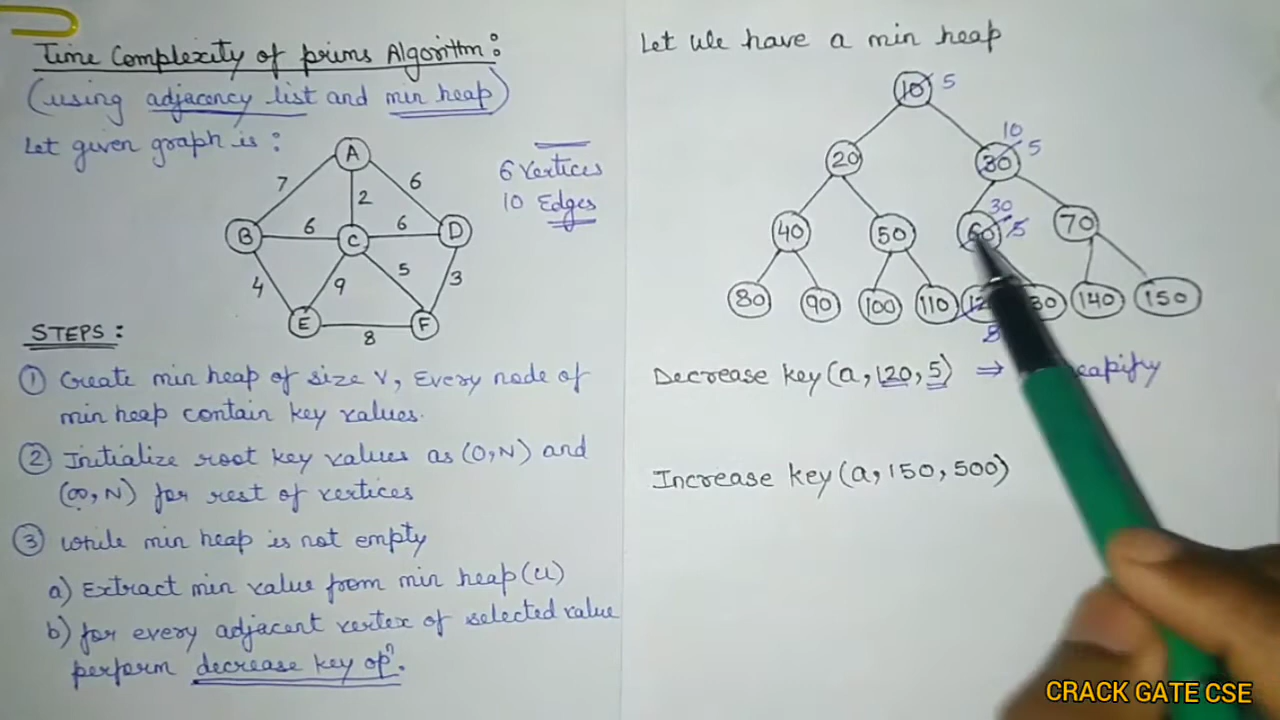 Time Complexity of prims Algorithm:
(using adjacency list and min heap)
Let given graph is:
A
7
2
6
6 Vertices
10 Edges
B
6
C
6
D
4
9
5
3
E
8
F
STEPS:
① Create min heap of size V, Every node of
min heap contain key values.
② Initialize root key values as (0,N) and
(∞,N) for rest of vertices
③ While min heap is not empty
a) Extract min value from min heap (u)
b) for every adjacent vertex of selected value
perform decrease key opⁿ.
Let We have a min heap
10 5
20 30 10 5
40 50 60 30 5 70
80 90 100 110 140 150
Decrease key (a, 120, 5) ⇒
Increase key (a, 150, 500)
CRACK GATE CSE